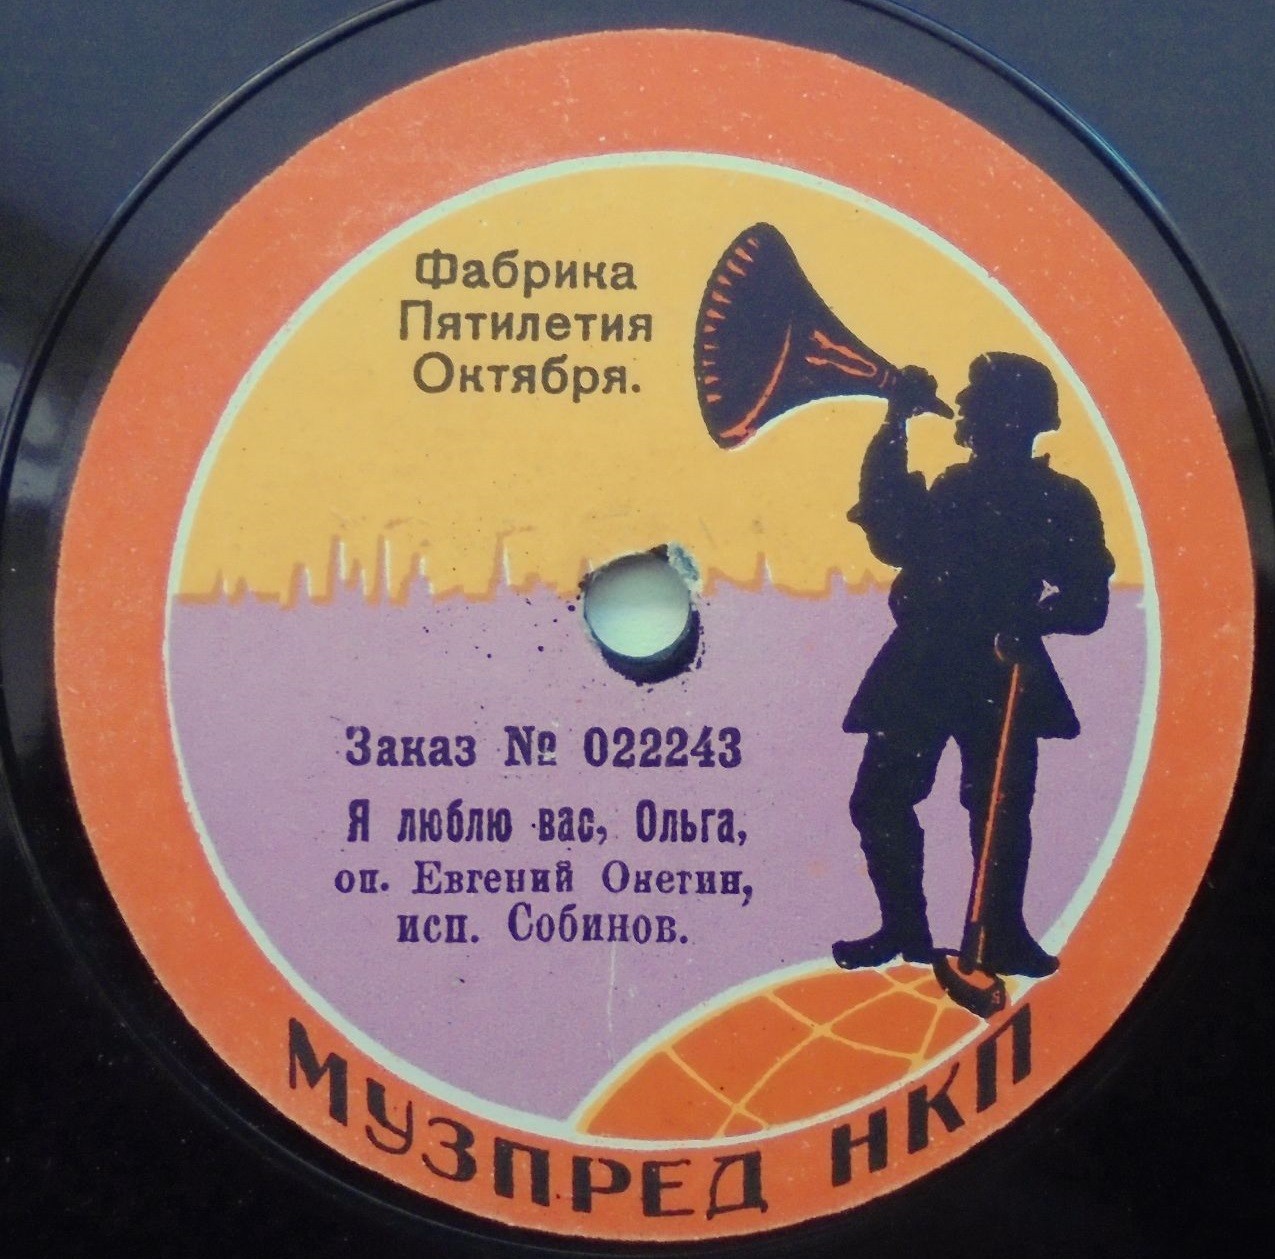 Фабрика
Пятилетия
Октября.
Заказ № 022243
Я люблю вас, Ольга,
оп. Евгений Онегин,
исп. Собинов.
МУЗПРЕД НКП